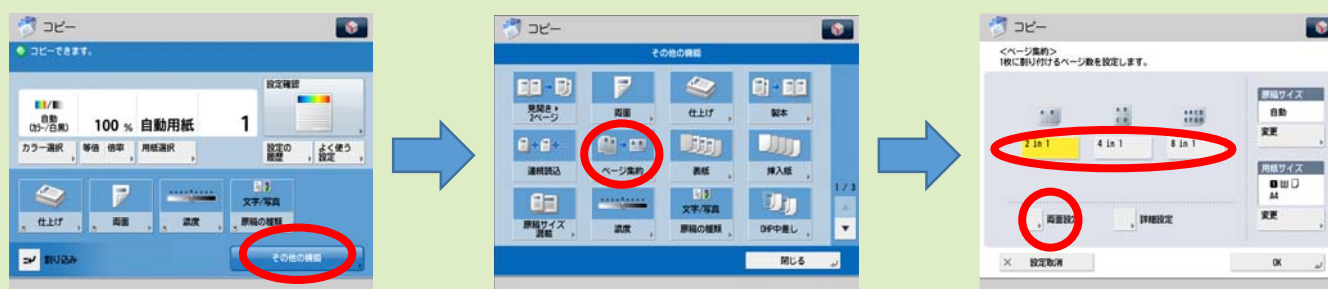 コピー
コピーできます。
設定確認
自動
(カラー/白黒)
100 % 自動用紙 1
カラー選択 等倍 倍率 用紙選択
設定の
履歴
よく使う
設定
仕上げ
両面
濃度
文字/写真
原稿の種類
割り込み
その他の機能
コピー
その他の機能
見開き▸
2ページ
両面
仕上げ
製本
連続読込
ページ集約
表紙
挿入紙
原稿サイズ
混載
濃度
文字/写真
原稿の種類
OHP中差し
1 / 3
閉じる
コピー
<ページ集約>
1枚に割り付けるページ数を設定します。
2 in 1
4 in 1
8 in 1
両面設定
詳細設定
原稿サイズ
自動
変更
用紙サイズ
A4
変更
設定取消
OK